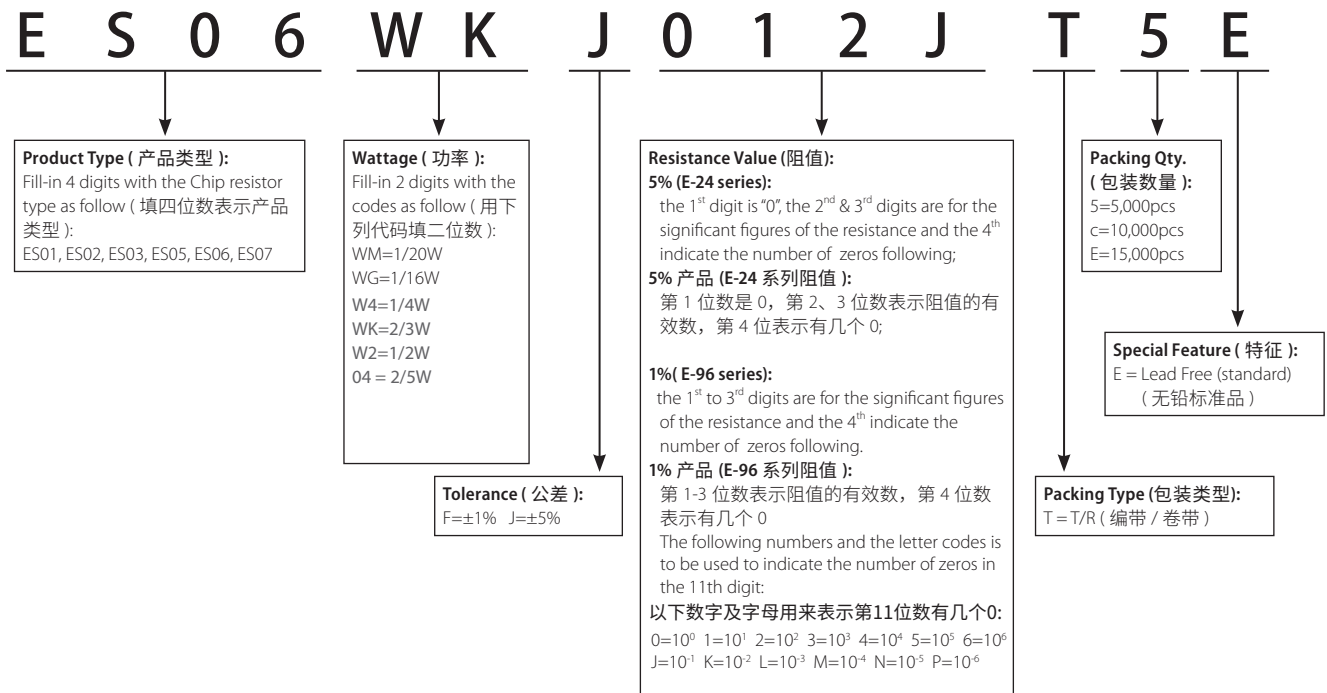 E S 0 6 W K J 0 1 2 J T 5 E
Product Type ( 产品类型 ):
Fill-in 4 digits with the Chip resistor
type as follow ( 填四位数表示产品
类型 ):
ES01, ES02, ES03, ES05, ES06, ES07
Wattage ( 功率 ):
Fill-in 2 digits with the
codes as follow ( 用下
列代码填二位数 ):
WM=1/20W
WG=1/16W
W4=1/4W
WK=2/3W
W2=1/2W
04 = 2/5W
Tolerance ( 公差 ):
F=±1%   J=±5%
Resistance Value (阻值):
5% (E-24 series):
the 1st digit is “0”, the 2nd & 3rd digits are for the
significant figures of the resistance and the 4th
indicate the number of zeros following;
5% 产品 (E-24 系列阻值 ):
第 1 位数是 0，第 2、3 位数表示阻值的有
效数，第 4 位表示有几个 0;
1%( E-96 series):
the 1st to 3rd digits are for the significant figures
of the resistance and the 4th indicate the
number of zeros following.
1% 产品 (E-96 系列阻值 ):
第 1-3 位数表示阻值的有效数，第 4 位数
表示有几个 0
The following numbers and the letter codes is
to be used to indicate the number of zeros in
the 11th digit:
以下数字及字母用来表示第11位数有几个0:
0=10⁰ 1=10¹ 2=10² 3=10³ 4=10⁴ 5=10⁵ 6=10⁶
J=10⁻¹ K=10⁻² L=10⁻³ M=10⁻⁴ N=10⁻⁵ P=10⁻⁶
Packing Type (包装类型):
T = T/R ( 编带 / 卷带 )
Packing Qty.
( 包装数量 ):
5=5,000pcs
c=10,000pcs
E=15,000pcs
Special Feature ( 特征 ):
E = Lead Free (standard)
( 无铅标准品 )